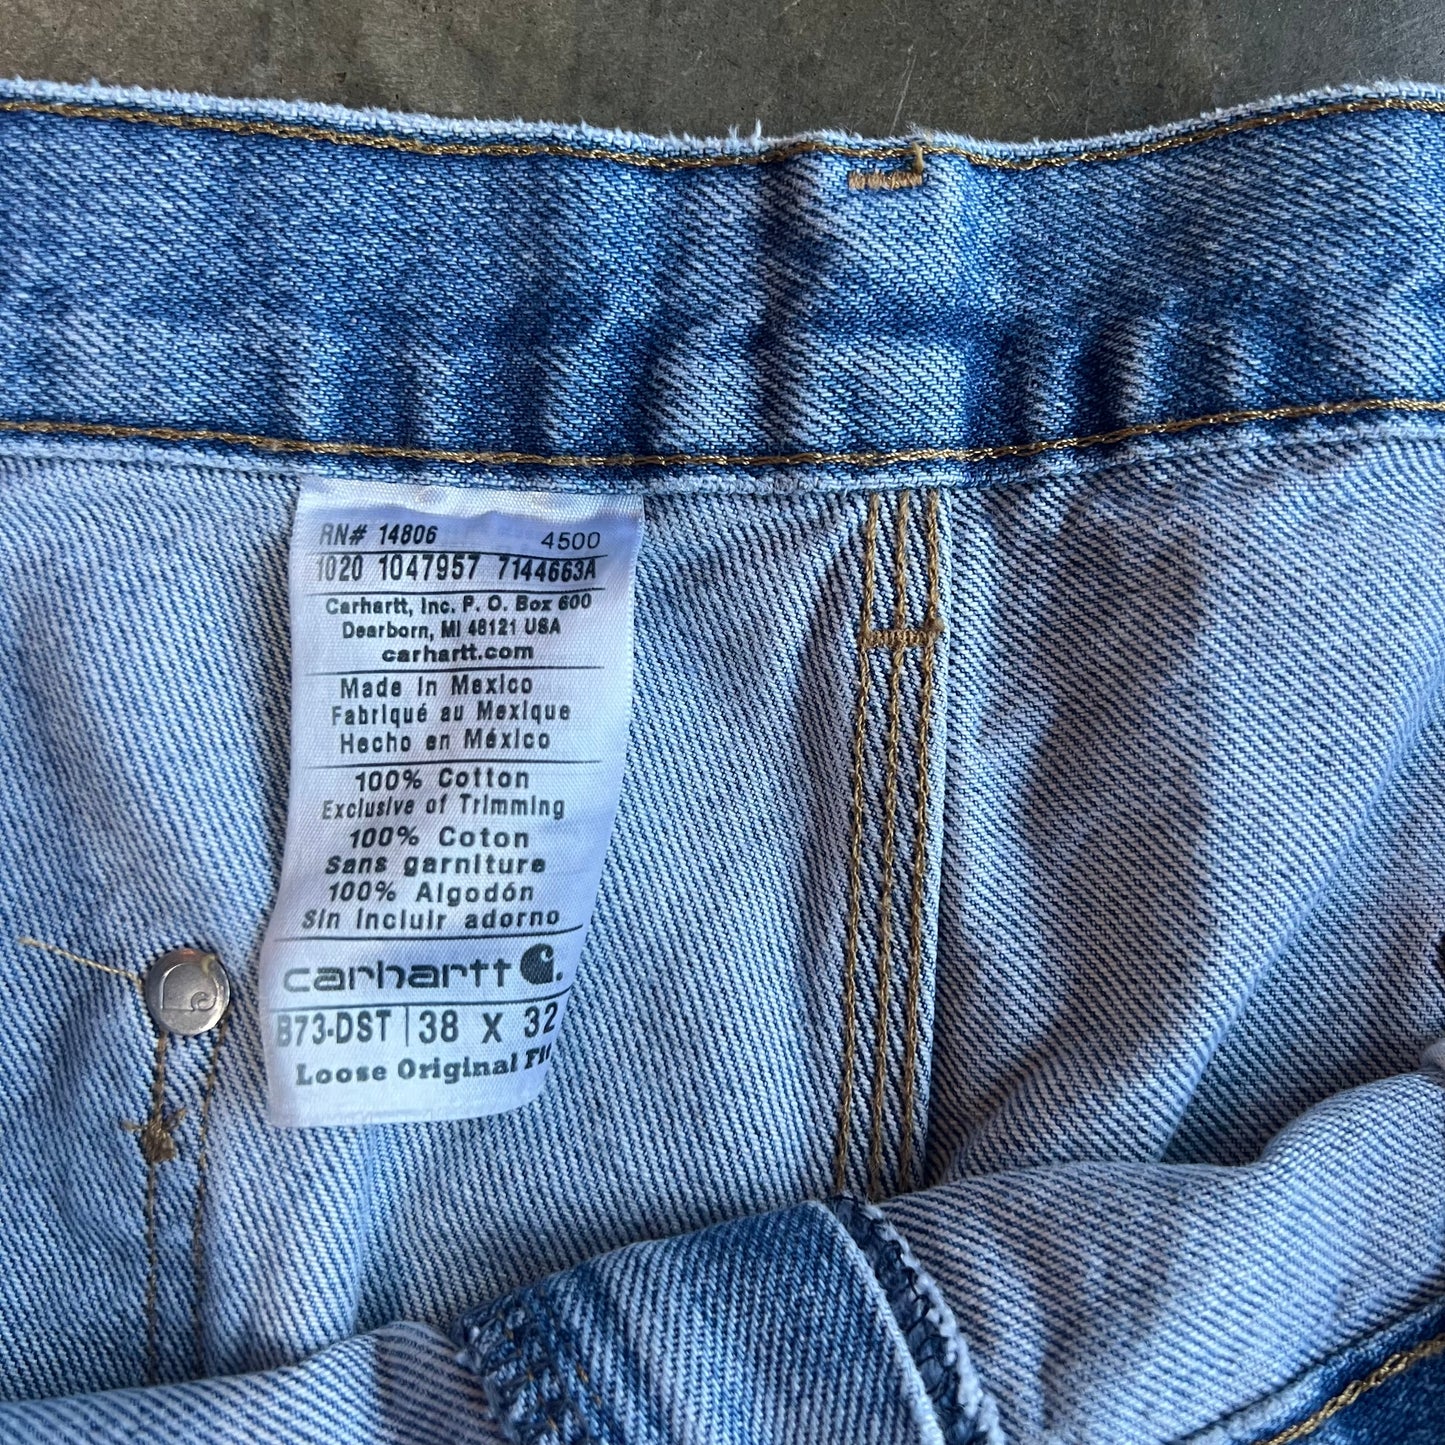 RN# 14806 4500
1020 1047957 7144663A
Carhartt, Inc. P. O. Box 600
Dearborn, MI 48121 USA
carhartt.com
Made in Mexico
Fabriqué au Mexique
Hecho en México
100% Cotton
Exclusive of Trimming
100% Coton
Sans garniture
100% Algodón
Sin incluir adorno
carhartt
B73-DST | 38 X 32
Loose Original Fit